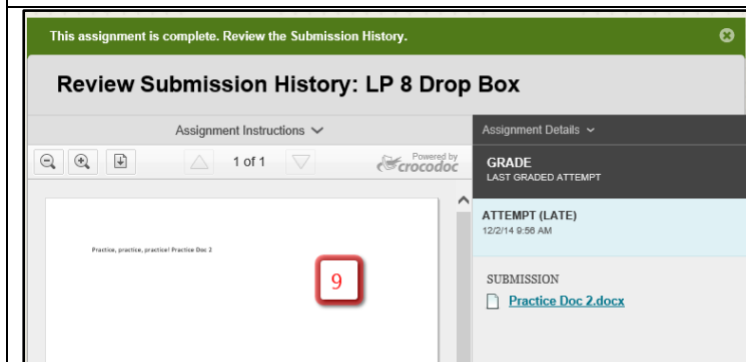 This assignment is complete. Review the Submission History.
Review Submission History: LP 8 Drop Box
Assignment Instructions
Assignment Details
1 of 1
Powered by
crocodoc
GRADE
LAST GRADED ATTEMPT
ATTEMPT (LATE)
12/2/14 9:56 AM
Practice, practice, practice! Practice Doc 2
9
SUBMISSION
Practice Doc 2.docx